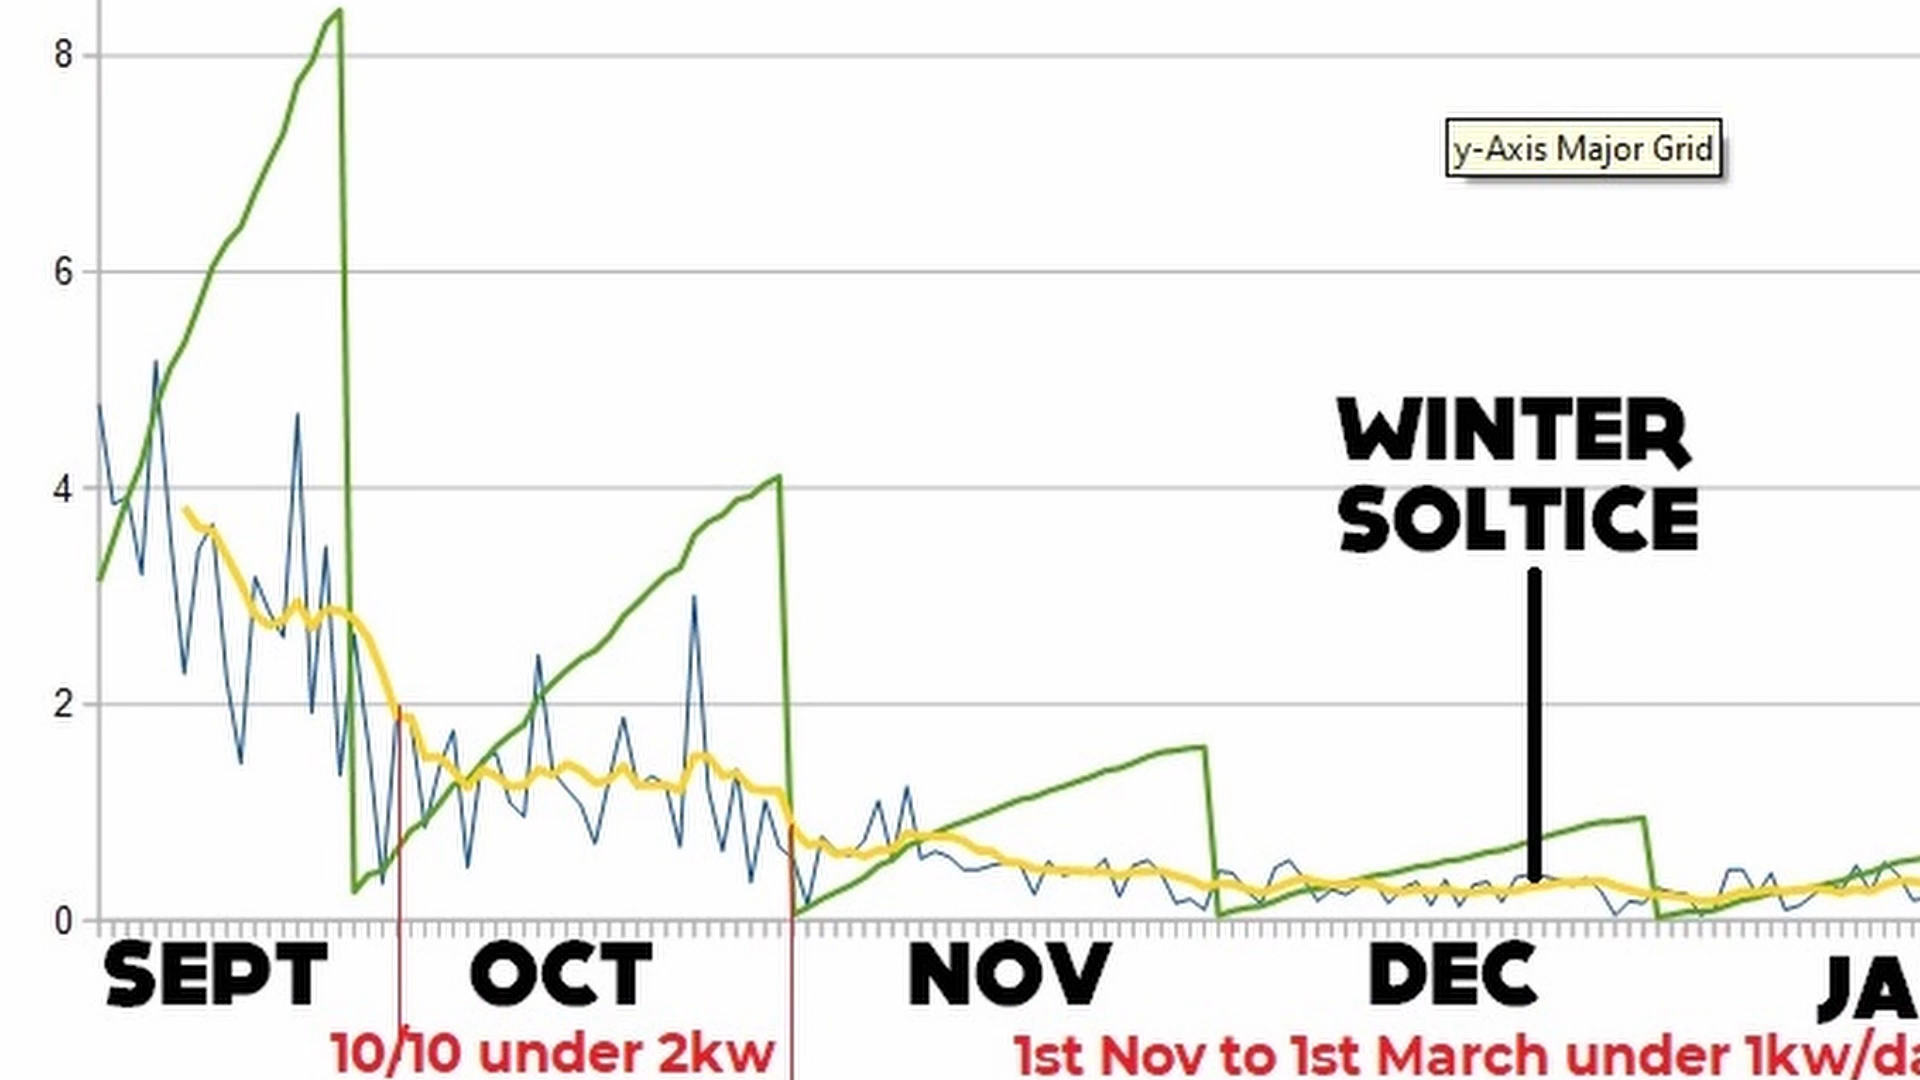 8
y-Axis Major Grid
6
WINTER
4
SOLTICE
2
0
SEPT OCT NOV DEC JA
10/10 under 2kw 1st Nov to 1st March under 1kw/da